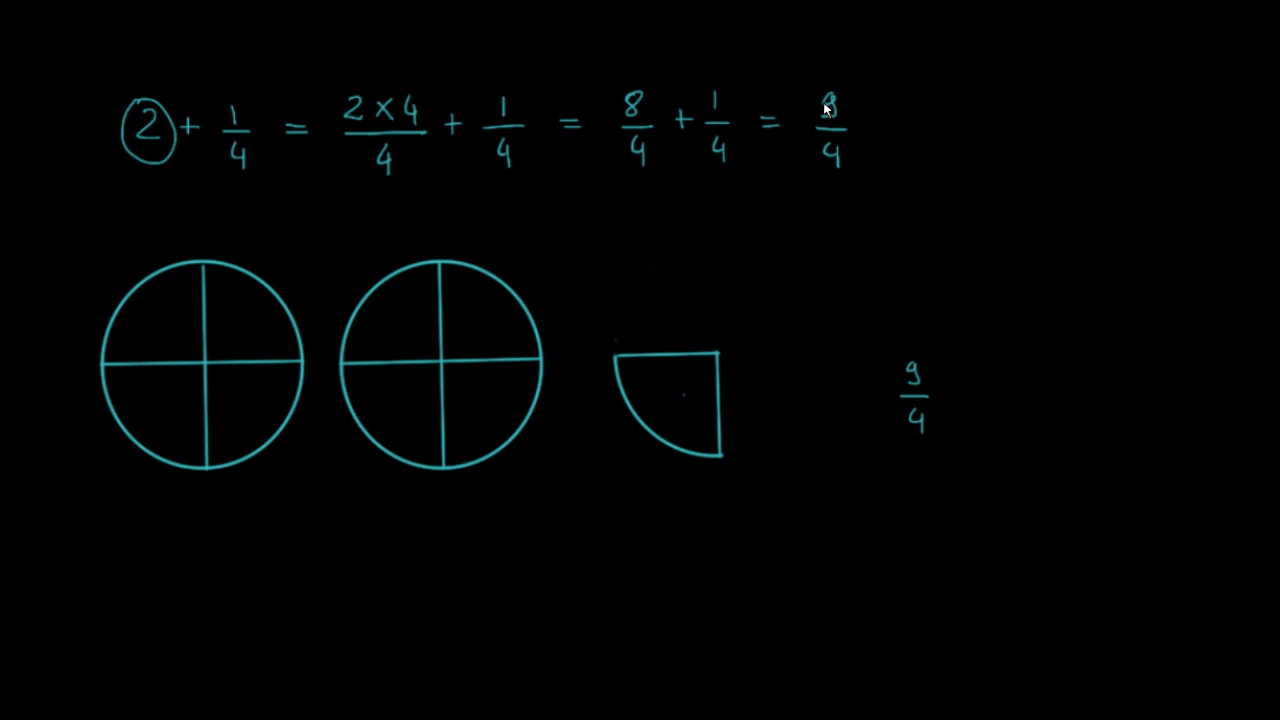 2 + 1/4 = 2 × 4/4 + 1/4 = 8/4 + 1/4 = 9/4
9/4